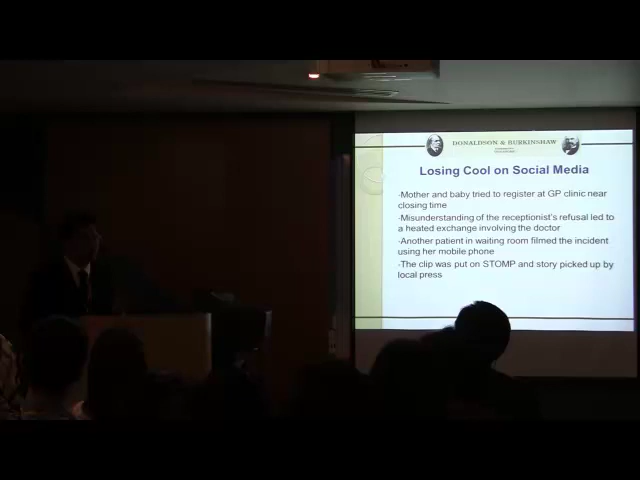 DONALDSON & BURKINSHAW
Losing Cool on Social Media
-Mother and baby tried to register at GP clinic near
closing time
-Misunderstanding of the receptionist's refusal led to
a heated exchange involving the doctor
-Another patient in waiting room filmed the incident
using her mobile phone
-The clip was put on STOMP and story picked up by
local press